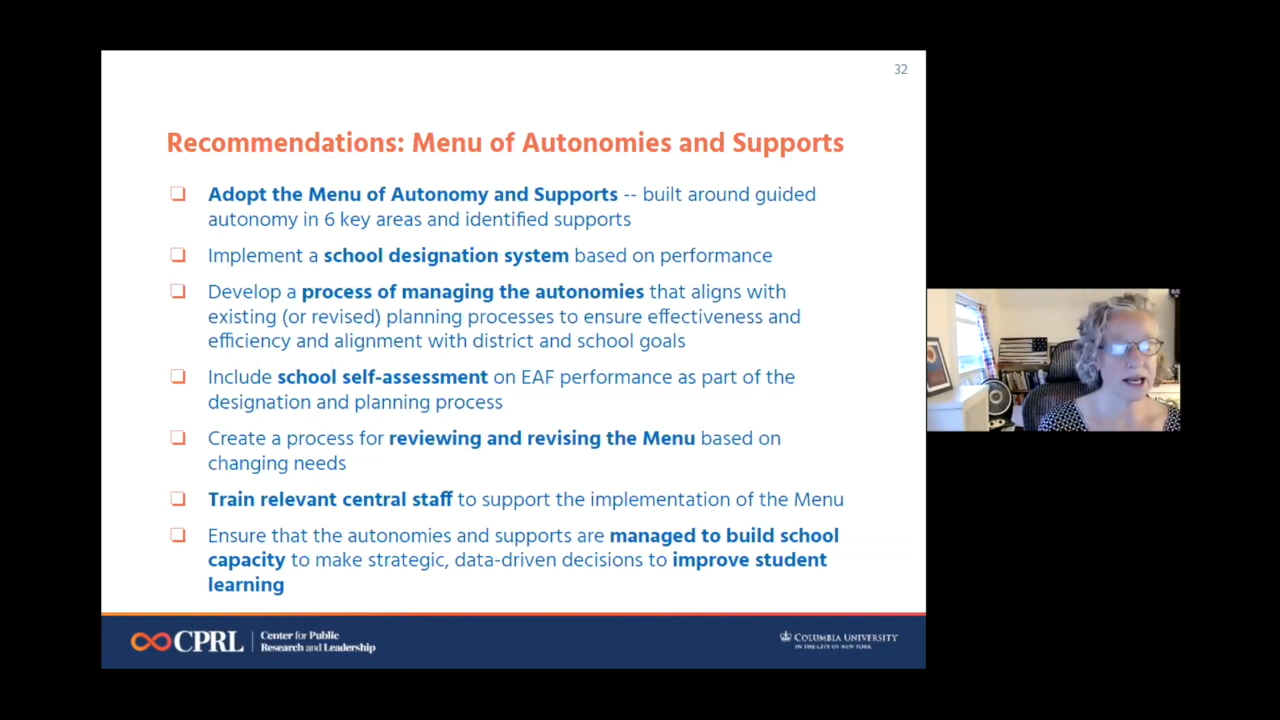 32
Recommendations: Menu of Autonomies and Supports
❏ Adopt the Menu of Autonomy and Supports -- built around guided
autonomy in 6 key areas and identified supports
❏ Implement a school designation system based on performance
❏ Develop a process of managing the autonomies that aligns with
existing (or revised) planning processes to ensure effectiveness and
efficiency and alignment with district and school goals
❏ Include school self-assessment on EAF performance as part of the
designation and planning process
❏ Create a process for reviewing and revising the Menu based on
changing needs
❏ Train relevant central staff to support the implementation of the Menu
❏ Ensure that the autonomies and supports are managed to build school
capacity to make strategic, data-driven decisions to improve student
learning
CPRL
Center for Public
Research and Leadership
COLUMBIA UNIVERSITY
IN THE CITY OF NEW YORK